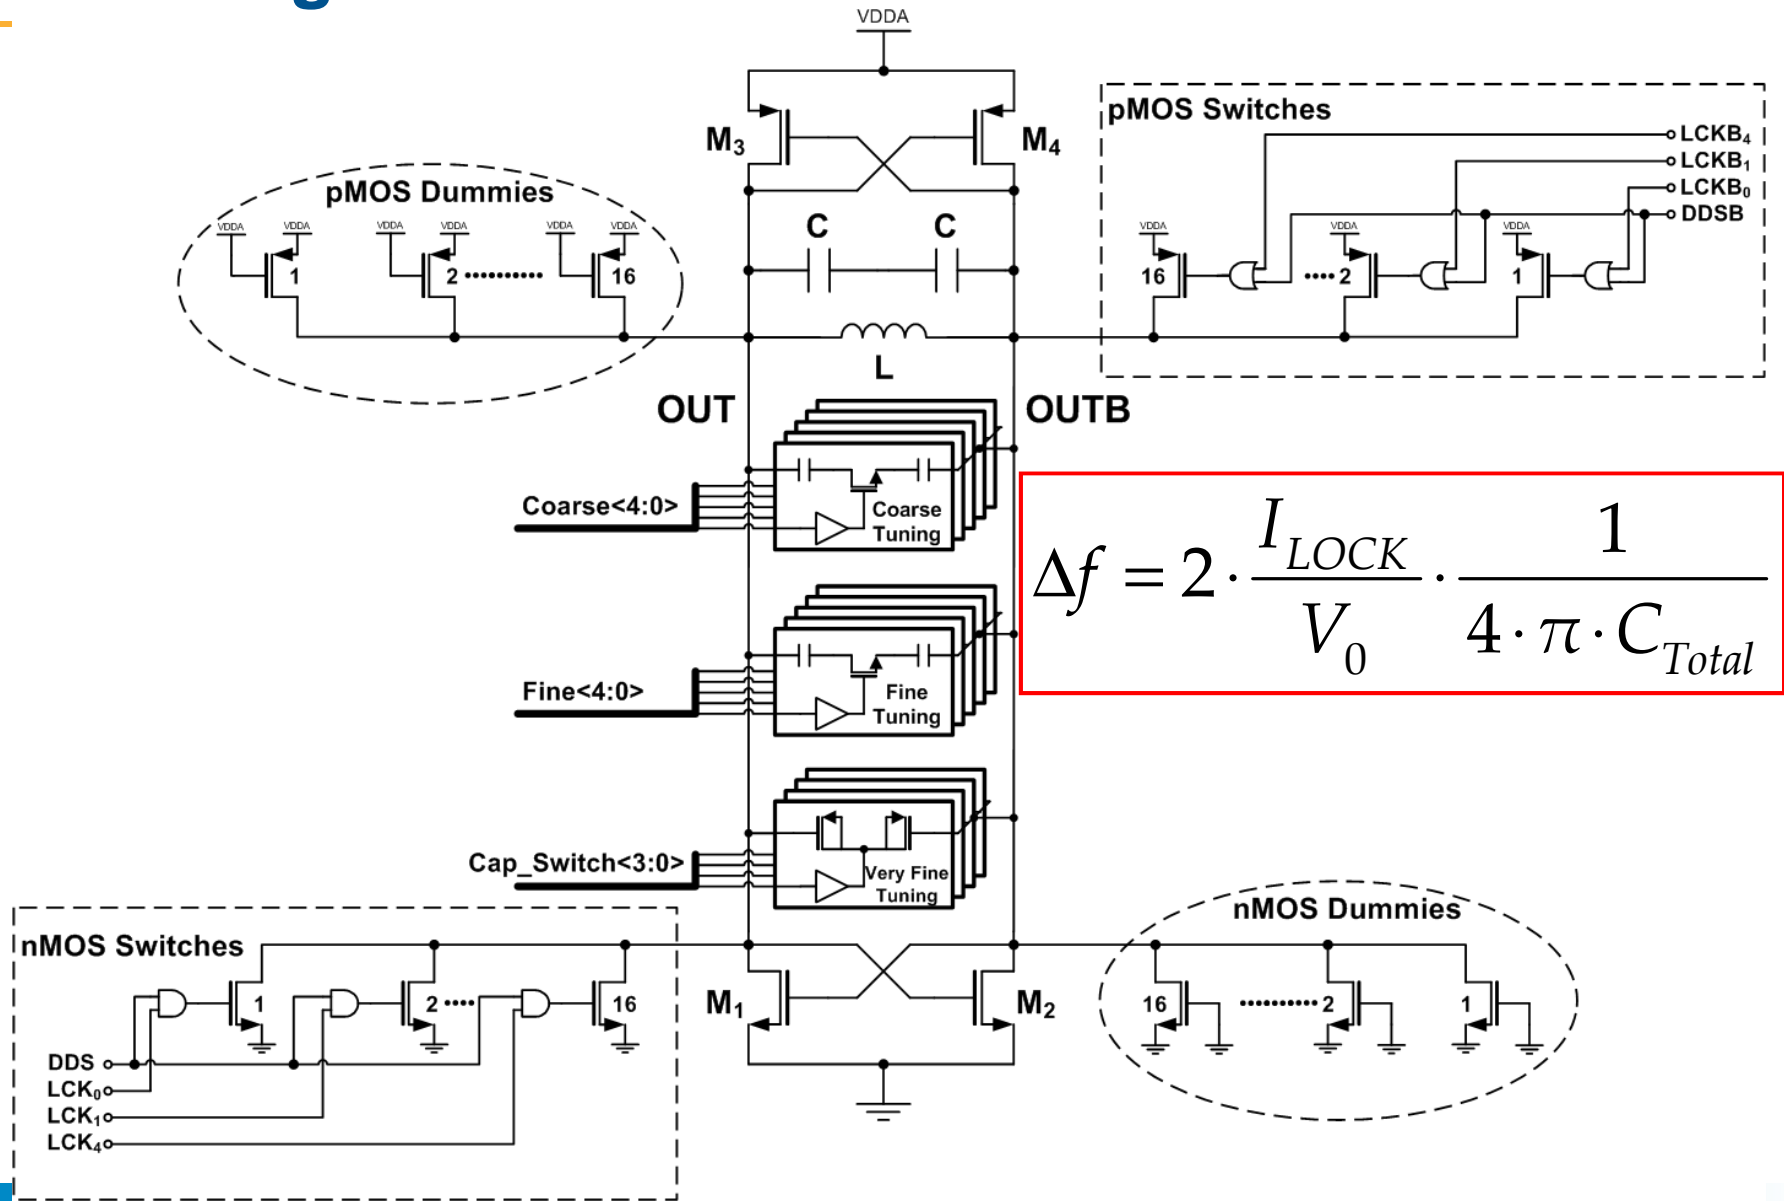 g
VDDA
pMOS Switches
LCKB4
LCKB1
LCKB0
DDSB
M3
M4
pMOS Dummies
VDDA VDDA VDDA VDDA VDDA VDDA
1 2 16
C C
VDDA VDDA VDDA
16 2 1
L
OUT
OUTB
Coarse<4:0>
Coarse
Tuning
Δf = 2 · I_LOCK / V_0 · 1 / (4 · π · C_Total)
Fine<4:0>
Fine
Tuning
Cap_Switch<3:0>
Very Fine
Tuning
nMOS Switches
1 2 16
DDS
LCK0
LCK1
LCK4
M1
M2
nMOS Dummies
16 2 1